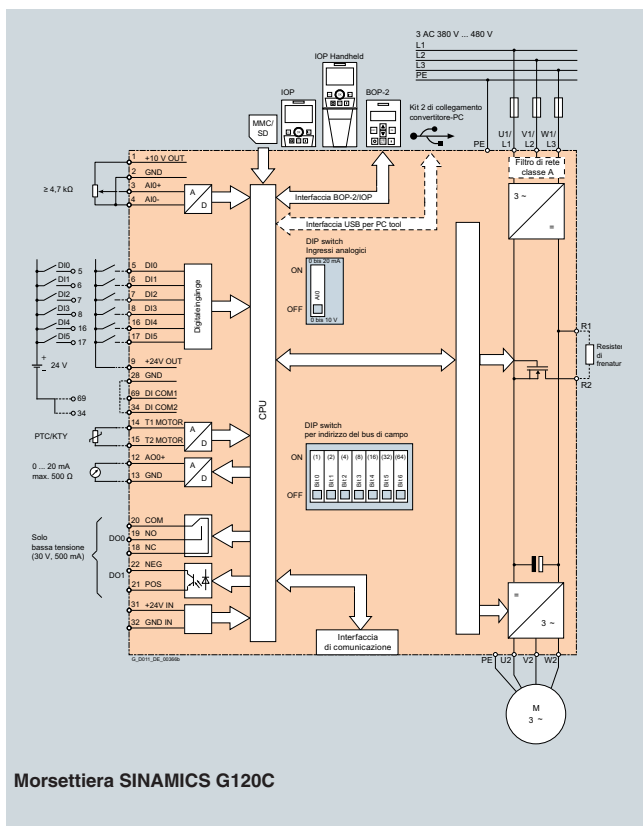 3 AC 380 V ... 480 V
L1
L2
L3
PE
IOP Handheld
IOP
BOP-2
Kit 2 di collegamento
convertitore-PC
MMC/
SD
PE
U1/
L1
V1/
L2
W1/
L3
Filtro di rete
classe A
3 ~
=
≥ 4,7 kΩ
1 +10 V OUT
2 GND
3 AI0+
4 AI0-
A
D
Interfaccia BOP-2/IOP
Interfaccia USB per PC tool
DIP switch
Ingressi analogici
0 bis 20 mA
ON
AI0
OFF
0 bis 10 V
DI0 5
DI1 6
DI2 7
DI3 8
DI4 16
DI5 17
5 DI0
6 DI1
7 DI2
8 DI3
16 DI4
17 DI5
Digitaleingänge
+
24 V
69
34
9 +24V OUT
28 GND
69 DI COM1
34 DI COM2
R1
R2
di
CPU
PTC/KTY
14 T1 MOTOR
15 T2 MOTOR
A
D
0 ... 20 mA
max. 500 Ω
12 AO0+
13 GND
A
D
DIP switch
per indirizzo del bus di campo
ON
(1) (2) (4) (8) (16) (32) (64)
Bit 0 Bit 1 Bit 2 Bit 3 Bit 4 Bit 5 Bit 6
OFF
Solo
bassa tensione
(30 V, 500 mA)
DO0
DO1
20 COM
19 NO
18 NC
22 NEG
21 POS
31 +24V IN
32 GND IN
Interfaccia
di comunicazione
=
3 ~
G_D011_DE_00366b
PE U2 V2 W2
M
3 ~
Morsettiera SINAMICS G120C